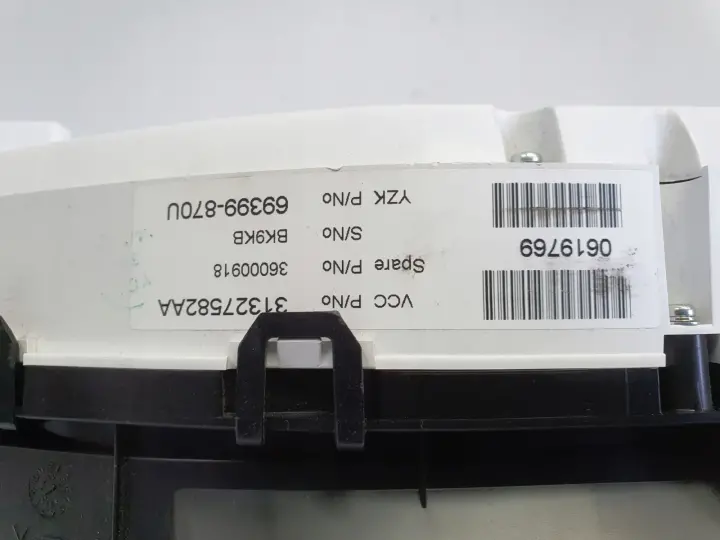 VCC P/No 31327582AA
Spare P/No 36000918
S/No BK9KB
YZK P/No 69399-870U
0619769